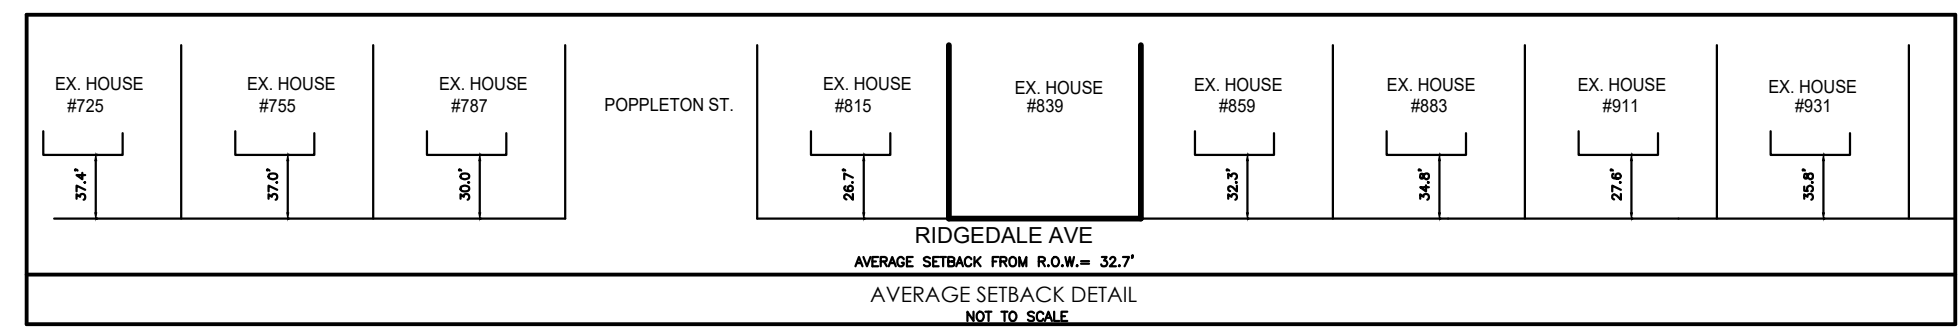 EX. HOUSE
#725
37.4'
EX. HOUSE
#755
37.0'
EX. HOUSE
#787
30.0'
POPPLETON ST.
EX. HOUSE
#815
26.7'
EX. HOUSE
#839
EX. HOUSE
#859
32.3'
EX. HOUSE
#883
34.8'
EX. HOUSE
#911
27.6'
EX. HOUSE
#931
35.8'
RIDGEDALE AVE
AVERAGE SETBACK FROM R.O.W.= 32.7'
AVERAGE SETBACK DETAIL
NOT TO SCALE